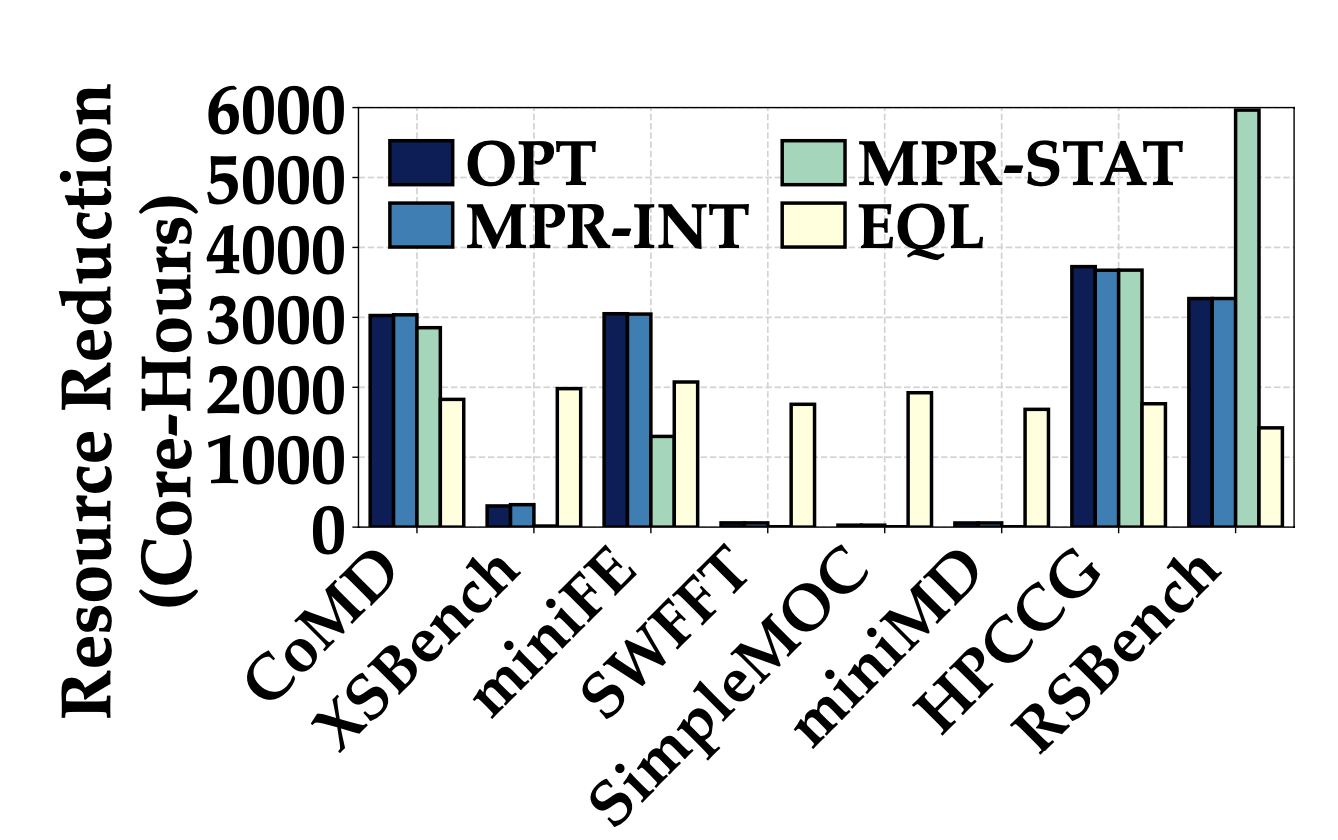 Resource Reduction
(Core-Hours)
6000
5000
4000
3000
2000
1000
0
OPT
MPR-INT
MPR-STAT
EQL
CoMD
XSBench
miniFE
SWFFT
SimpleMOC
miniMD
HPCCG
RSBench